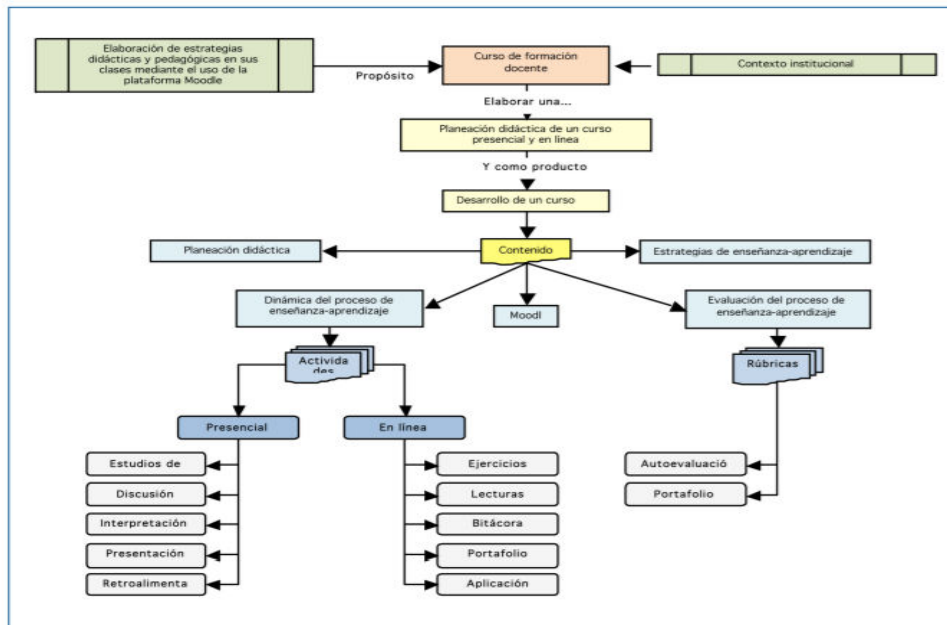 Elaboración de estrategias
didácticas y pedagógicas en sus
clases mediante el uso de la
plataforma Moodle
Propósito
Curso de formación
docente
Contexto institucional
Elaborar una...
Planeación didáctica de un curso
presencial y en línea
Y como producto
Desarrollo de un curso
Planeación didáctica
Contenido
Estrategias de enseñanza-aprendizaje
Dinámica del proceso de
enseñanza-aprendizaje
Moodl
Evaluación del proceso de
enseñanza-aprendizaje
Activida
des
Rúbricas
Presencial
En línea
Estudios de
Discusión
Interpretación
Presentación
Retroalimenta
Ejercicios
Lecturas
Bitácora
Portafolio
Aplicación
Autoevaluació
Portafolio